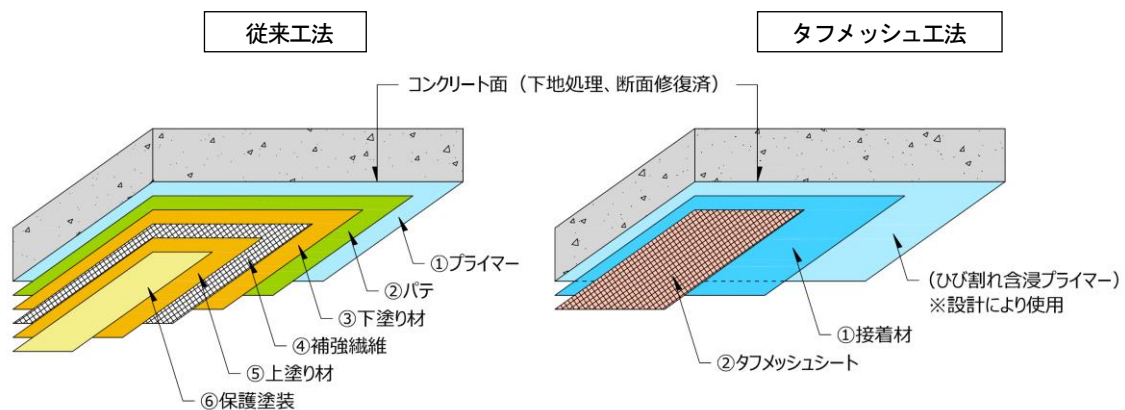 従来工法
タフメッシュ工法
コンクリート面（下地処理、断面修復済）
①プライマー
②パテ
③下塗り材
④補強繊維
⑤上塗り材
⑥保護塗装
（ひび割れ含浸プライマー）
※設計により使用
①接着材
②タフメッシュシート